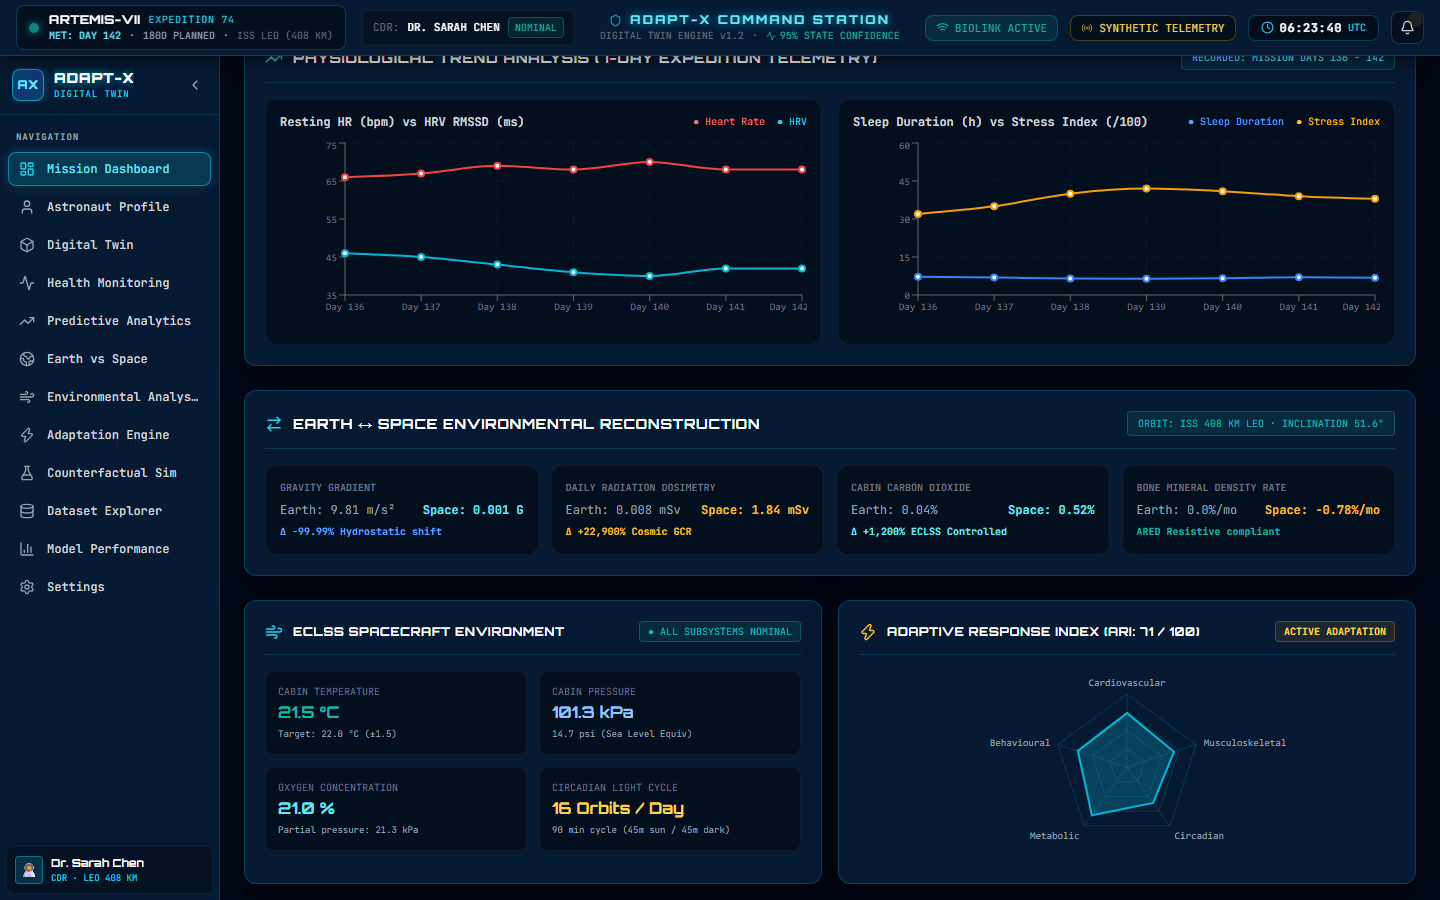 ARTEMIS-VII EXPEDITION 74
MET: DAY 142 · 180D PLANNED · ISS LEO (408 KM)
CDR: DR. SARAH CHEN NOMINAL
ADAPT-X COMMAND STATION
DIGITAL TWIN ENGINE v1.2 · 95% STATE CONFIDENCE
BIOLINK ACTIVE
SYNTHETIC TELEMETRY
06:23:40 UTC
AX
ADAPT-X
DIGITAL TWIN
NAVIGATION
Mission Dashboard
Astronaut Profile
Digital Twin
Health Monitoring
Predictive Analytics
Earth vs Space
Environmental Analys…
Adaptation Engine
Counterfactual Sim
Dataset Explorer
Model Performance
Settings
Dr. Sarah Chen
CDR · LEO 408 KM
PHYSIOLOGICAL TREND ANALYSIS (7-DAY EXPEDITION TELEMETRY)
RECORDED: MISSION DAYS 136 - 142
Resting HR (bpm) vs HRV RMSSD (ms)
Heart Rate
HRV
75
65
55
45
35
Day 136
Day 137
Day 138
Day 139
Day 140
Day 141
Day 142
Sleep Duration (h) vs Stress Index (/100)
Sleep Duration
Stress Index
60
45
30
15
0
Day 136
Day 137
Day 138
Day 139
Day 140
Day 141
Day 142
EARTH ↔ SPACE ENVIRONMENTAL RECONSTRUCTION
ORBIT: ISS 408 KM LEO · INCLINATION 51.6°
GRAVITY GRADIENT
Earth: 9.81 m/s² Space: 0.001 G
Δ -99.99% Hydrostatic shift
DAILY RADIATION DOSIMETRY
Earth: 0.008 mSv Space: 1.84 mSv
Δ +22,900% Cosmic GCR
CABIN CARBON DIOXIDE
Earth: 0.04% Space: 0.52%
Δ +1,200% ECLSS Controlled
BONE MINERAL DENSITY RATE
Earth: 0.0%/mo Space: -0.78%/mo
ARED Resistive compliant
ECLSS SPACECRAFT ENVIRONMENT
ALL SUBSYSTEMS NOMINAL
CABIN TEMPERATURE
21.5 °C
Target: 22.0 °C (±1.5)
CABIN PRESSURE
101.3 kPa
14.7 psi (Sea Level Equiv)
OXYGEN CONCENTRATION
21.0 %
Partial pressure: 21.3 kPa
CIRCADIAN LIGHT CYCLE
16 Orbits / Day
90 min cycle (45m sun / 45m dark)
ADAPTIVE RESPONSE INDEX (ARI: 71 / 100)
ACTIVE ADAPTATION
Cardiovascular
Behavioural
Musculoskeletal
Metabolic
Circadian